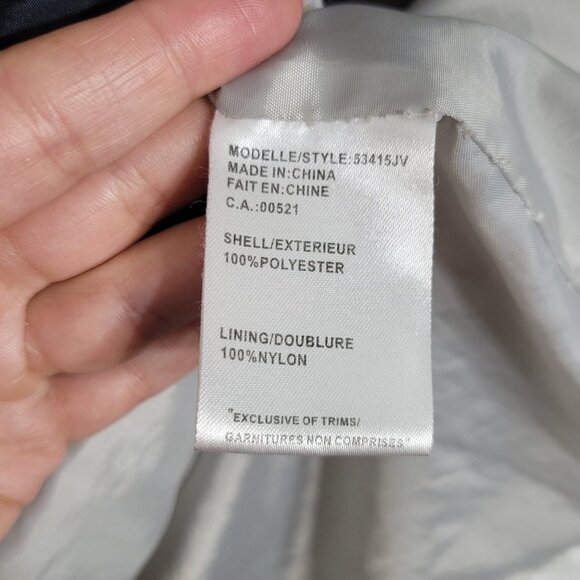 MODELLE/STYLE:53415JV
MADE IN:CHINA
FAIT EN:CHINE
C.A.:00521
SHELL/EXTERIEUR
100%POLYESTER
LINING/DOUBLURE
100%NYLON
"EXCLUSIVE OF TRIMS/
GARNITURES NON COMPRISES"